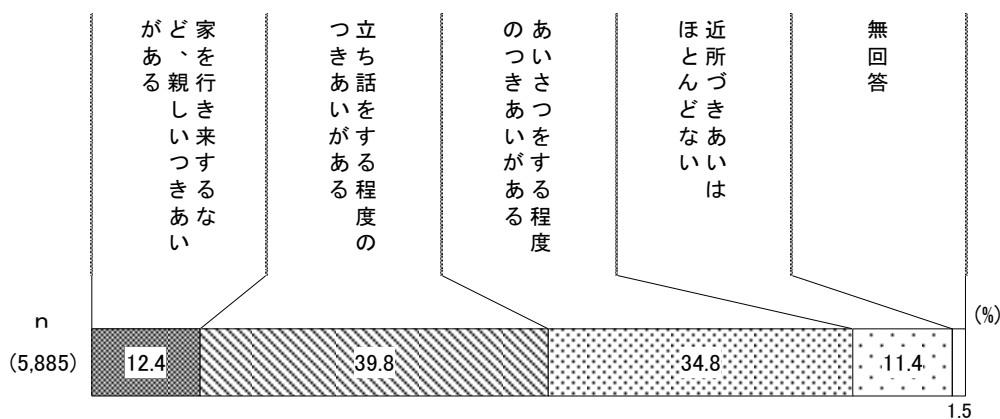 家を行き来するな
ど、親しいつきあい
がある
立ち話をする程度の
つきあいがある
あいさつをする程度
のつきあいがある
近所づきあいは
ほとんどない
無回答
(%)
n
(5,885)
12.4
39.8
34.8
11.4
1.5